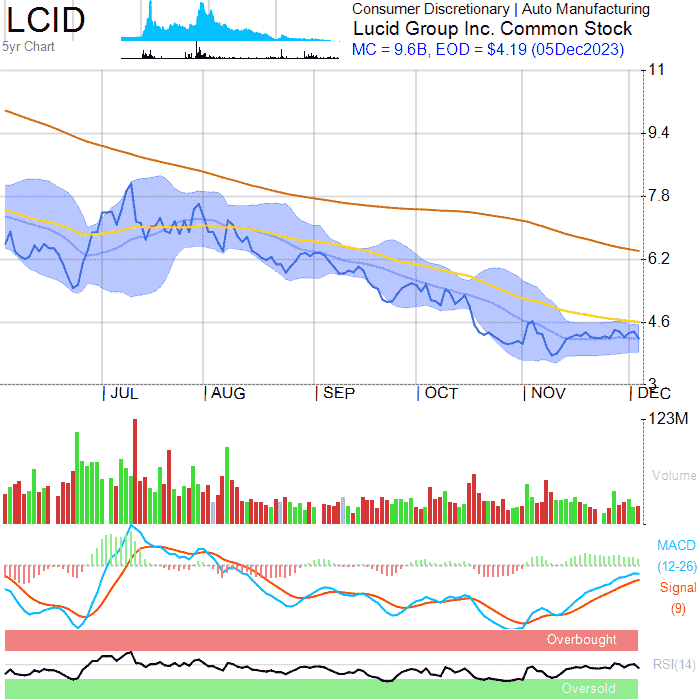 LCID
5yr Chart
Consumer Discretionary | Auto Manufacturing
Lucid Group Inc. Common Stock
MC = 9.6B, EOD = $4.19 (05Dec2023)
11
9.4
7.8
6.2
4.6
3
JUL AUG SEP OCT NOV DEC
123M
Volume
MACD
(12-26)
Signal
(9)
Overbought
RSI(14)
Oversold